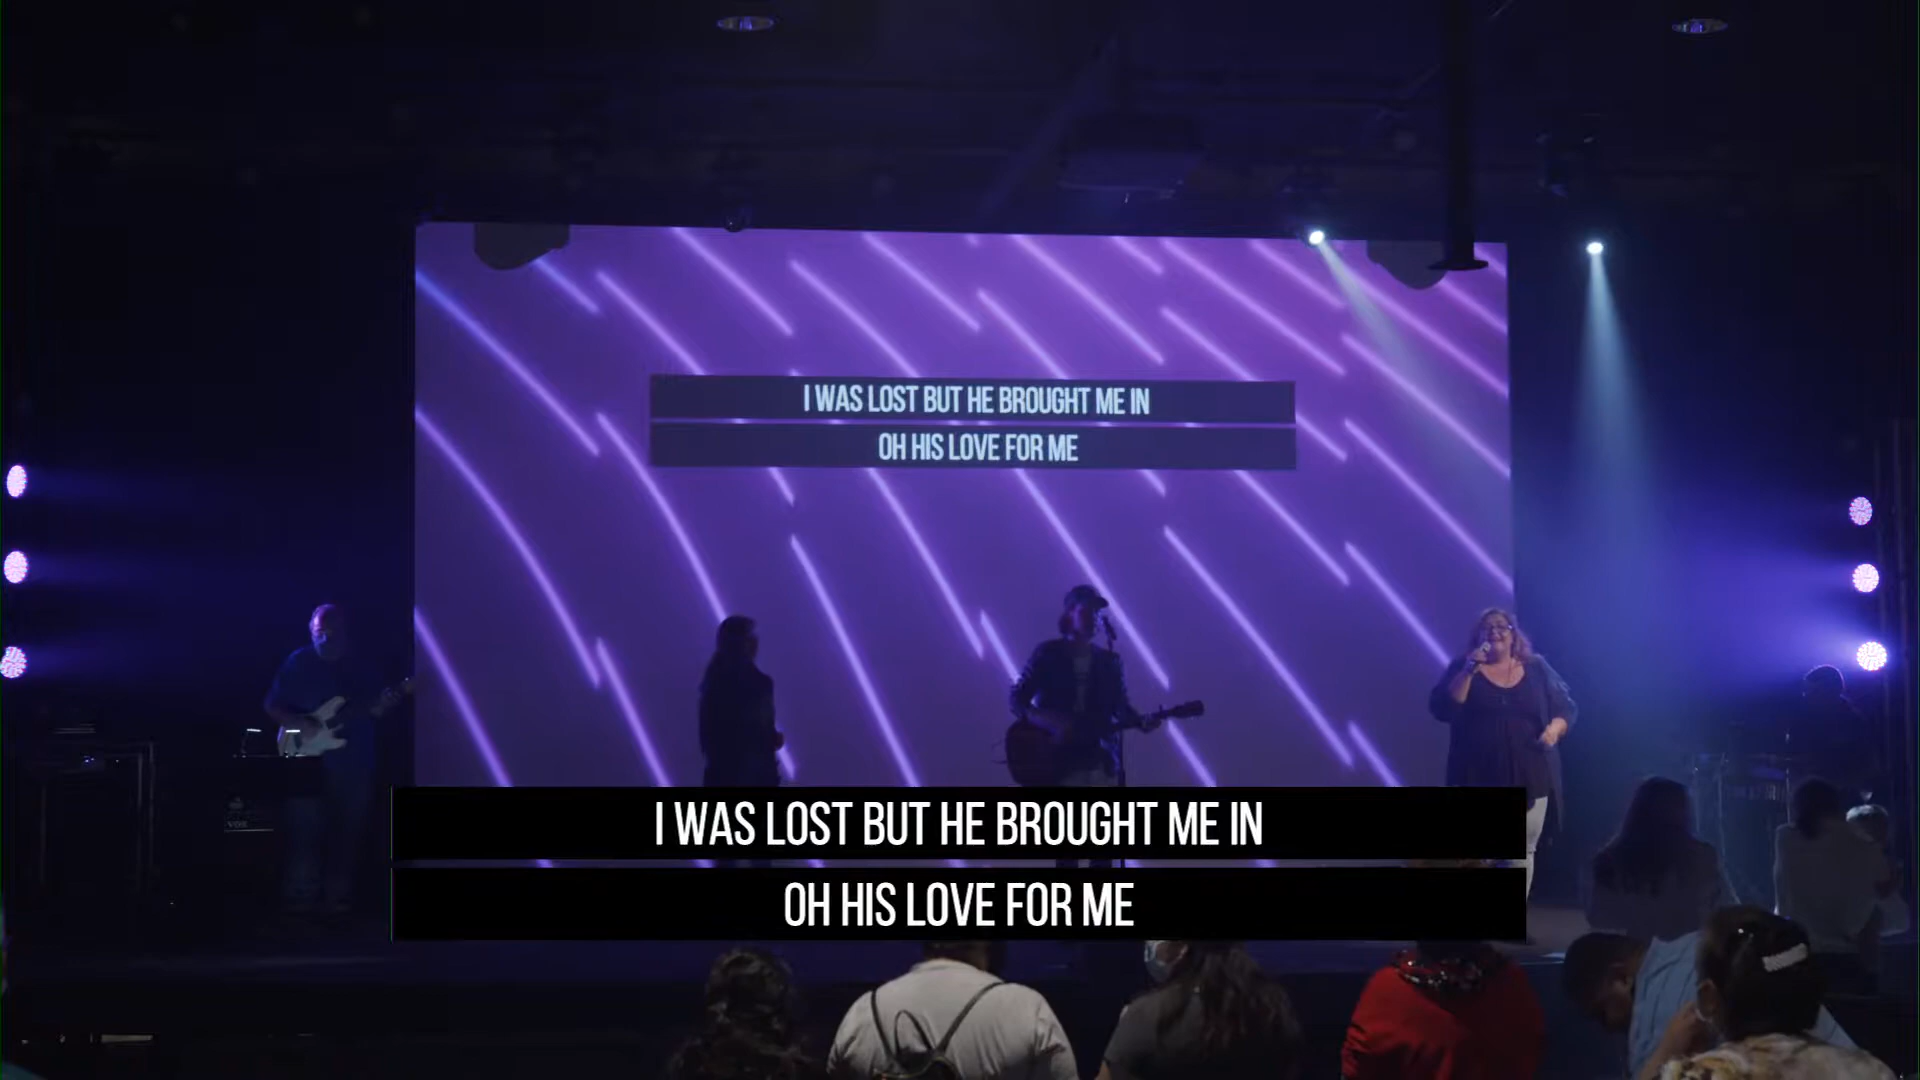 I WAS LOST BUT HE BROUGHT ME IN
OH HIS LOVE FOR ME
VOX
I WAS LOST BUT HE BROUGHT ME IN
OH HIS LOVE FOR ME